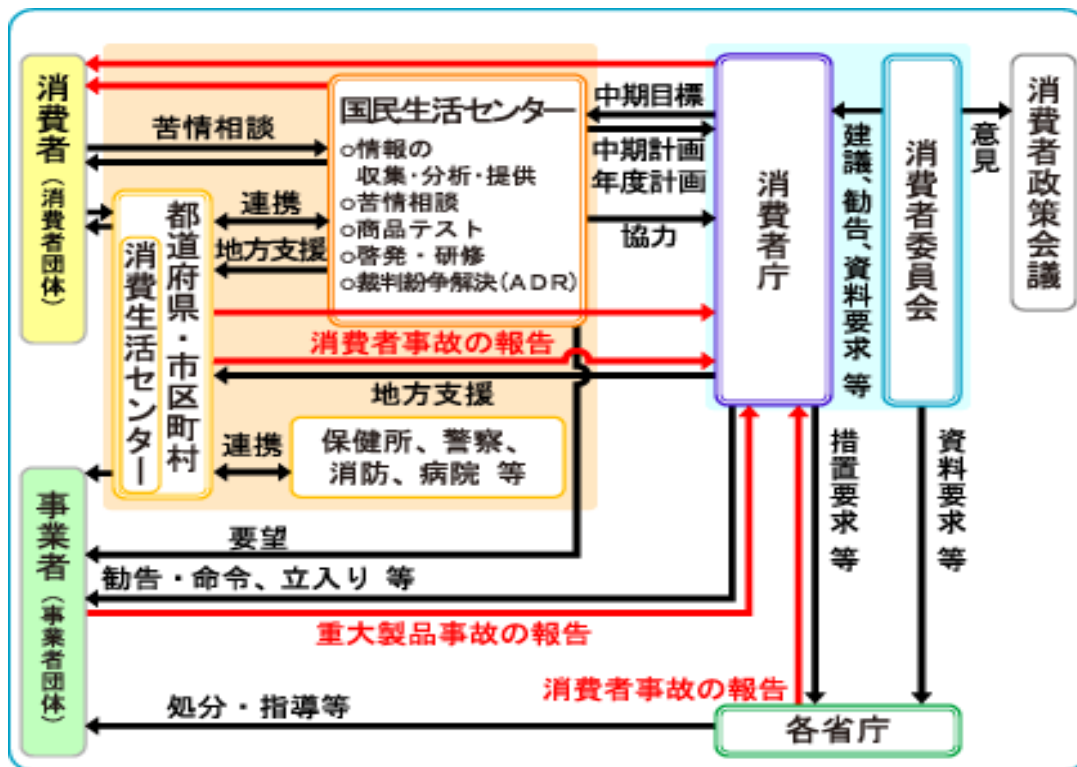 消費者（消費者団体）
苦情相談
国民生活センター
○情報の
収集・分析・提供
○苦情相談
○商品テスト
○啓発・研修
○裁判紛争解決(ADR)
中期目標
中期計画
年度計画
協力
消費者庁
建議、勧告、資料要求 等
消費者委員会
意見
消費者政策会議
連携
地方支援
都道府県・市区町村
消費生活センター
消費者事故の報告
地方支援
連携
保健所、警察、
消防、病院 等
事業者（事業者団体）
要望
勧告・命令、立入り 等
重大製品事故の報告
措置要求 等
資料要求 等
消費者事故の報告
処分・指導等
各省庁